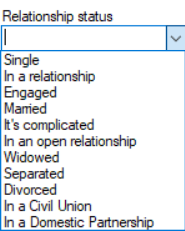 Relationship status
Single
In a relationship
Engaged
Married
It's complicated
In an open relationship
Widowed
Separated
Divorced
In a Civil Union
In a Domestic Partnership